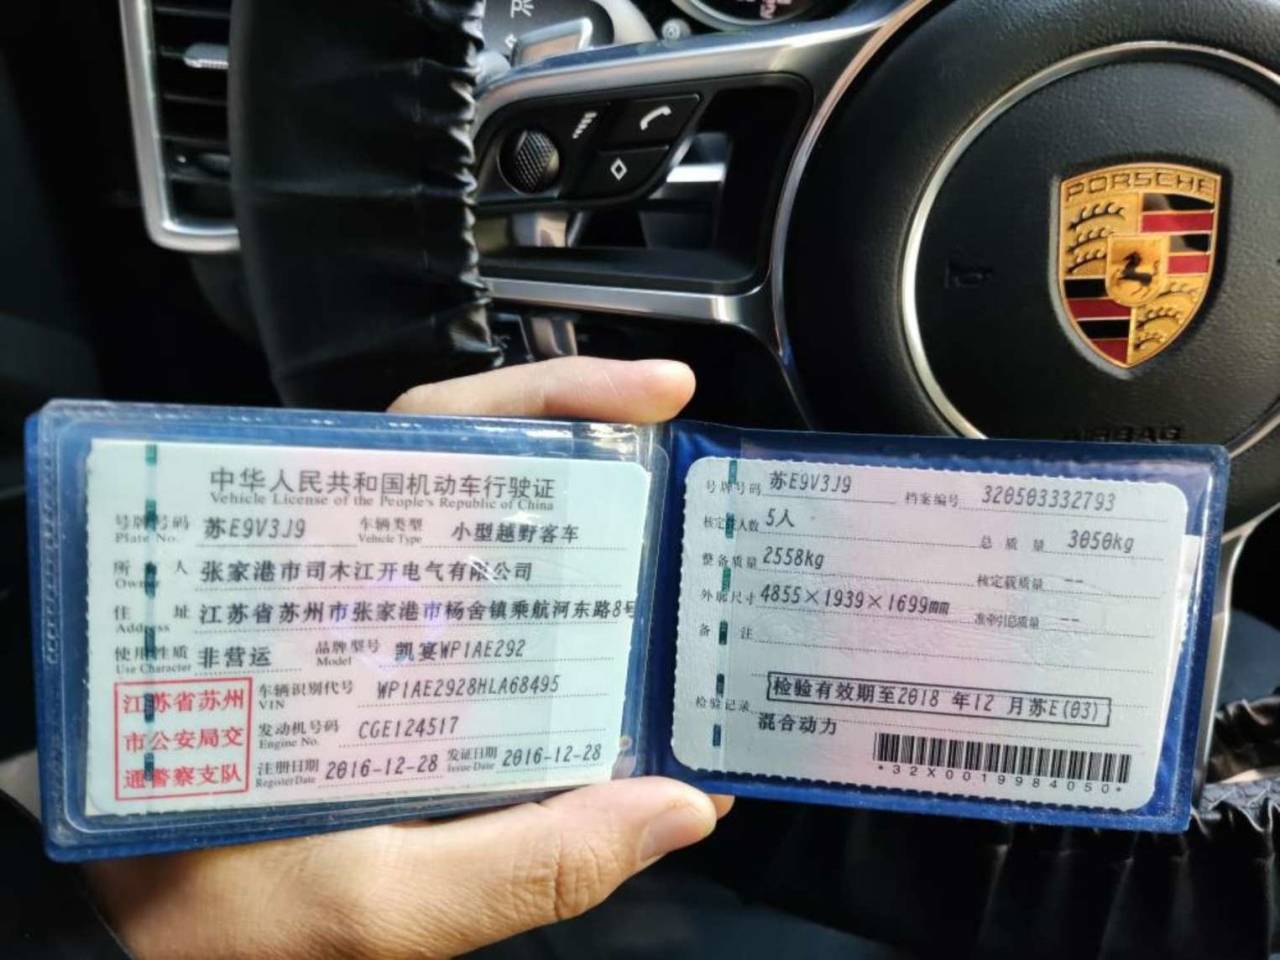 PORSCHE
AIRBAG
中华人民共和国机动车行驶证
Vehicle License of the People's Republic of China
号牌号码 苏E9V3J9 车辆类型 小型越野客车
Plate No. Vehicle Type
所 人 张家港市司木江开电气有限公司
Owner
住 址 江苏省苏州市张家港市杨舍镇乘航河东路8号
Address
使用性质 非营运 品牌型号 凯宴WP1AE292
Use Character Model
江苏省苏州
市公安局交
通警察支队
车辆识别代号 WP1AE2928HLA68495
VIN
发动机号码 CGE124517
Engine No.
注册日期 2016-12-28 发证日期 2016-12-28
Register Date Issue Date
号牌号码 苏E9V3J9 档案编号 320503332793
核定载人数 5人 总 质 量 3050kg
整备质量 2558kg 核定载质量 --
外廓尺寸 4855×1939×1699mm 准牵引总质量 --
备 注
检验有效期至2018 年12 月苏E(03)
检验记录
混合动力
*32X0019984050*